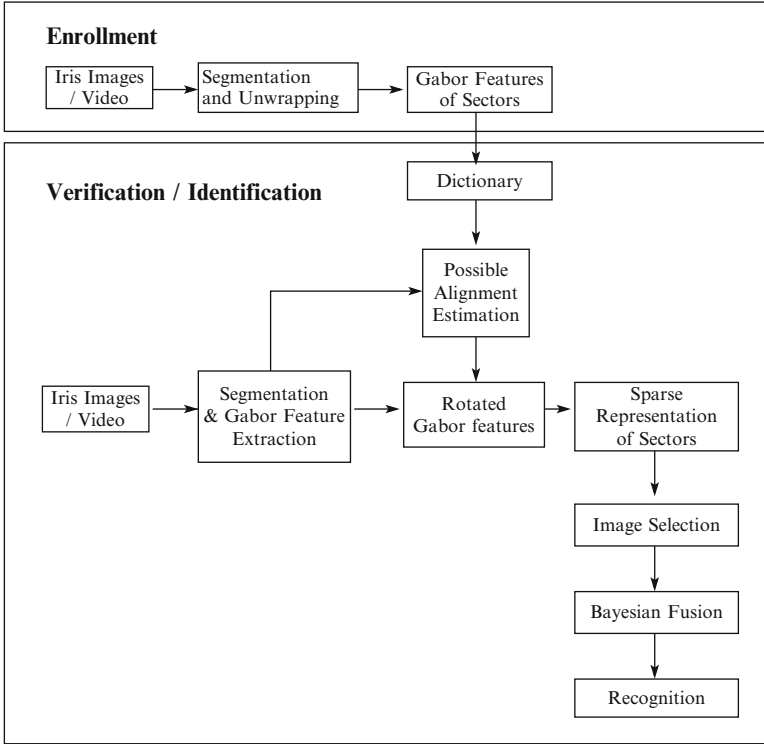 Enrollment
Iris Images
/ Video
Segmentation
and Unwrapping
Gabor Features
of Sectors
Verification / Identification
Dictionary
Possible
Alignment
Estimation
Iris Images
/ Video
Segmentation
& Gabor Feature
Extraction
Rotated
Gabor features
Sparse
Representation
of Sectors
Image Selection
Bayesian Fusion
Recognition